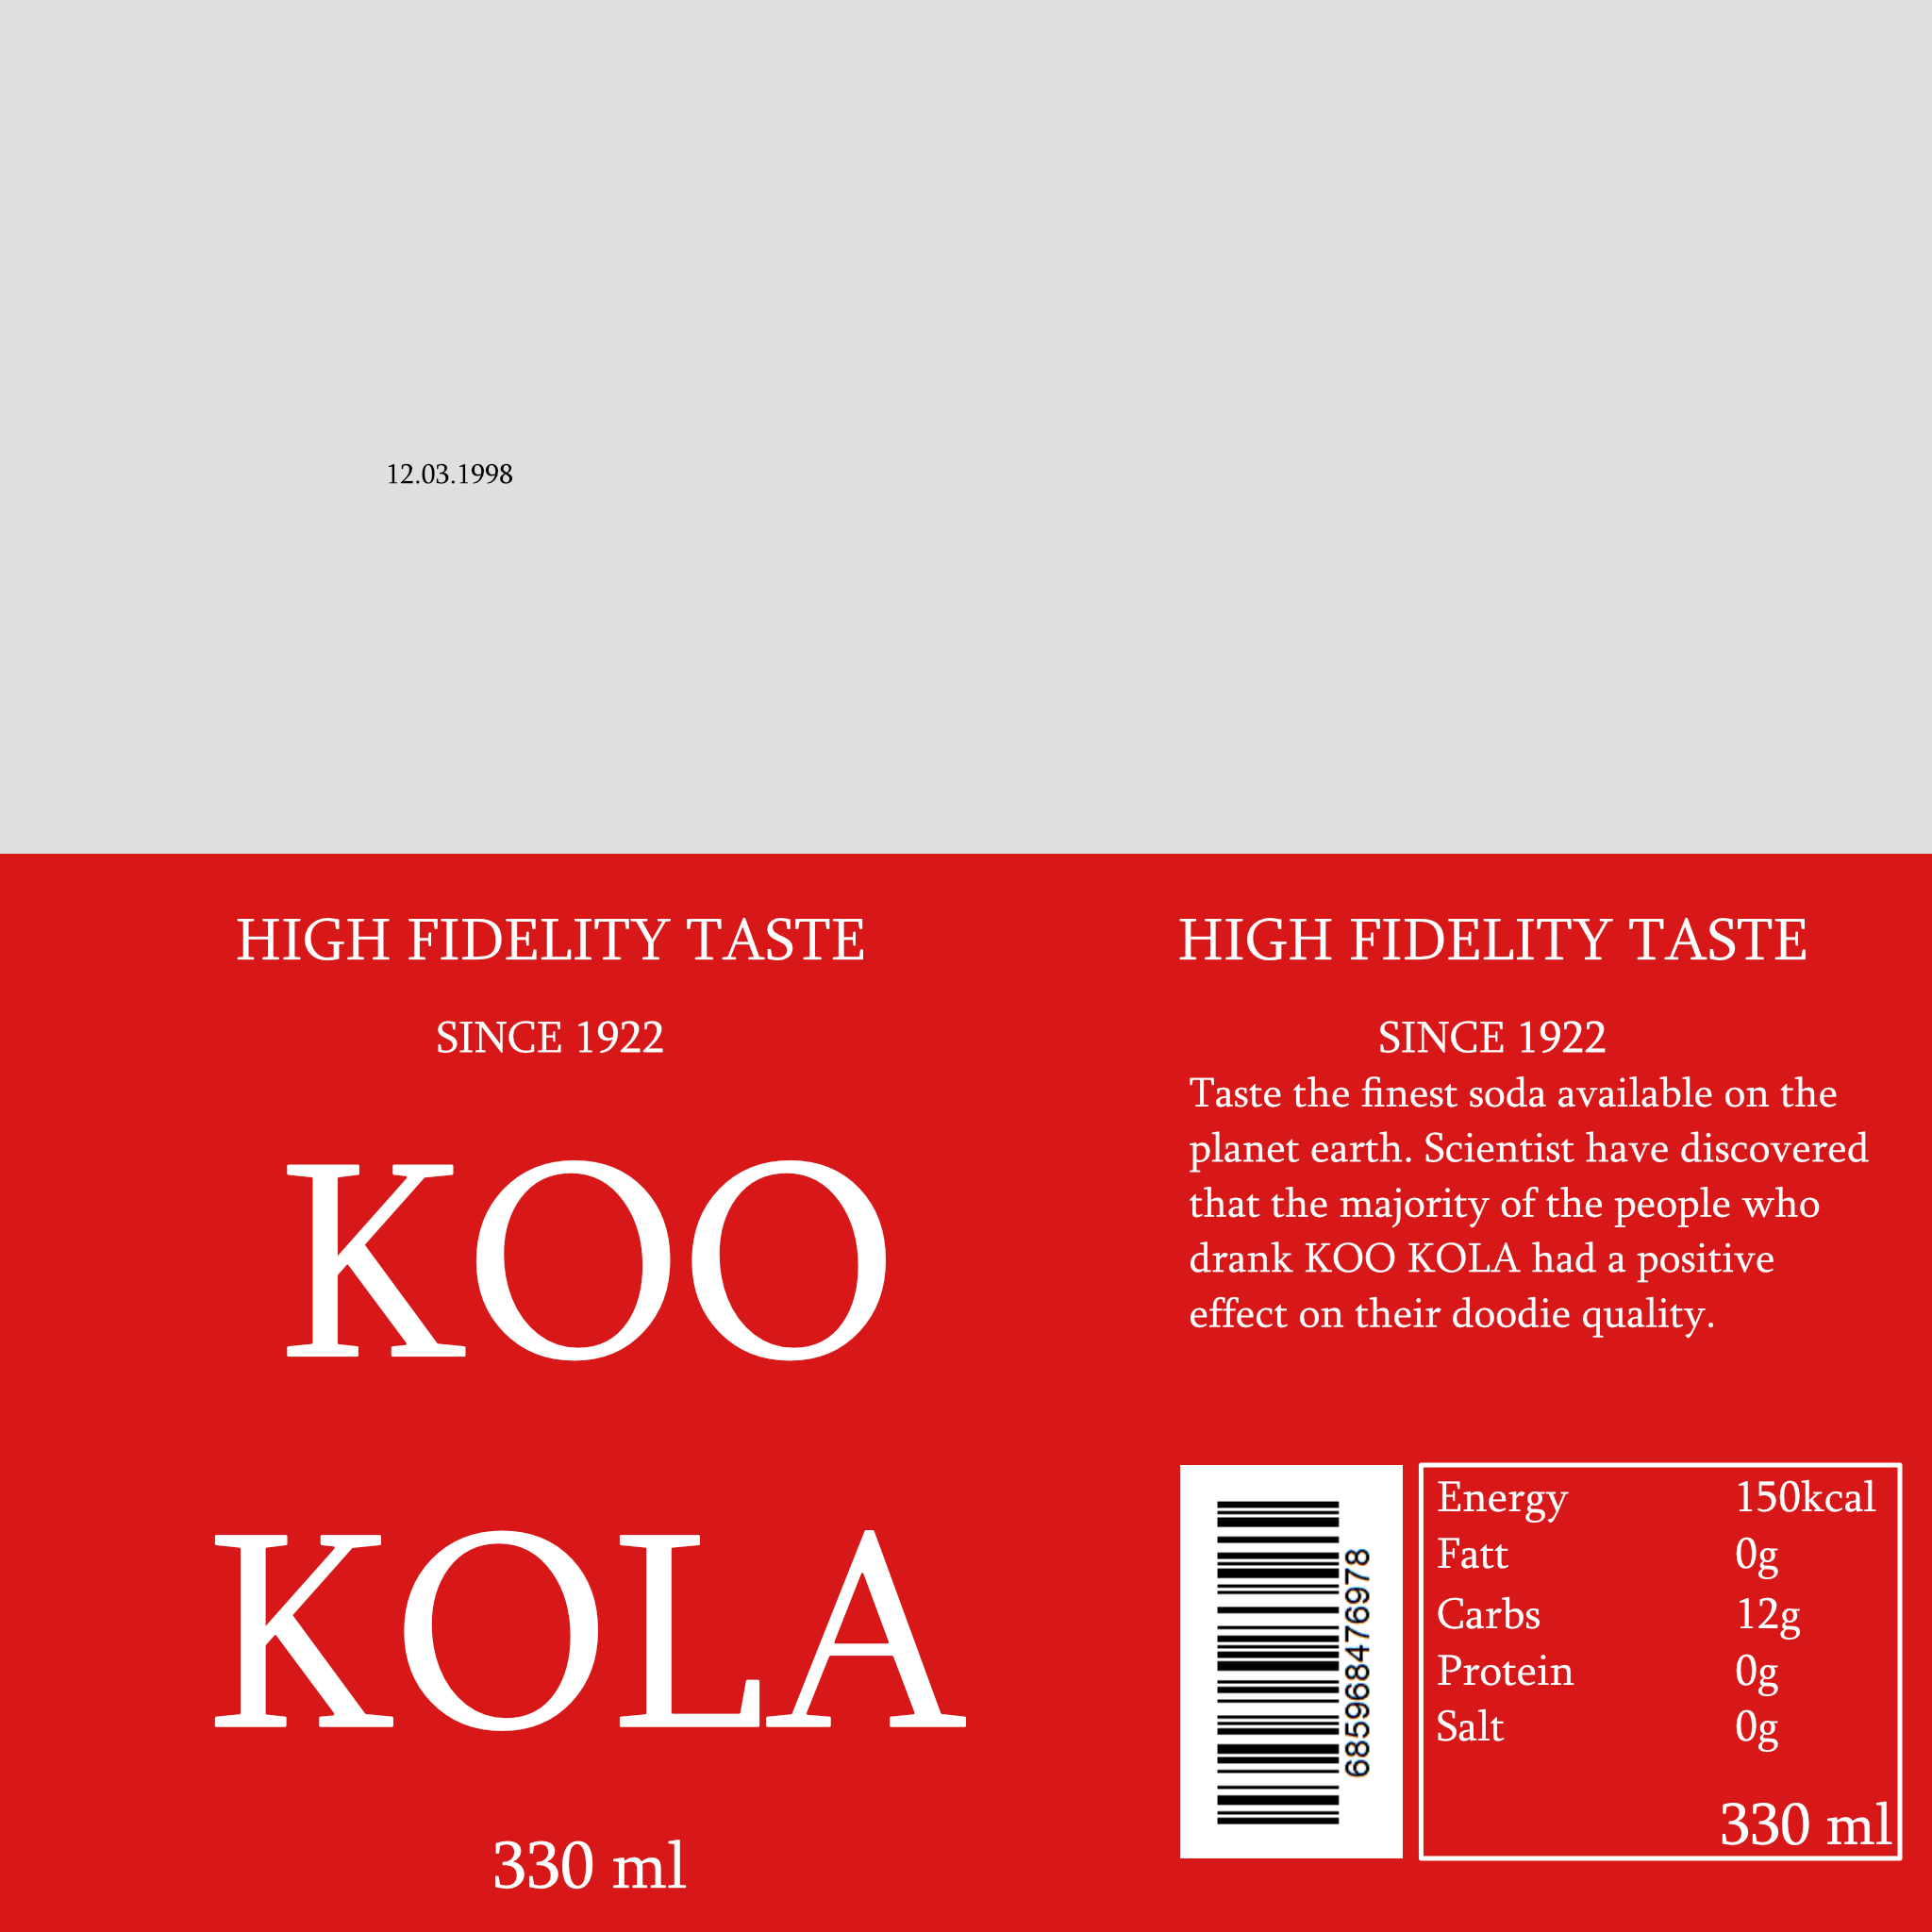 12.03.1998
HIGH FIDELITY TASTE
SINCE 1922
KOO
KOLA
330 ml
HIGH FIDELITY TASTE
SINCE 1922
Taste the finest soda available on the
planet earth. Scientist have discovered
that the majority of the people who
drank KOO KOLA had a positive
effect on their doodie quality.
685968476978
Energy 150kcal
Fatt 0g
Carbs 12g
Protein 0g
Salt 0g
330 ml